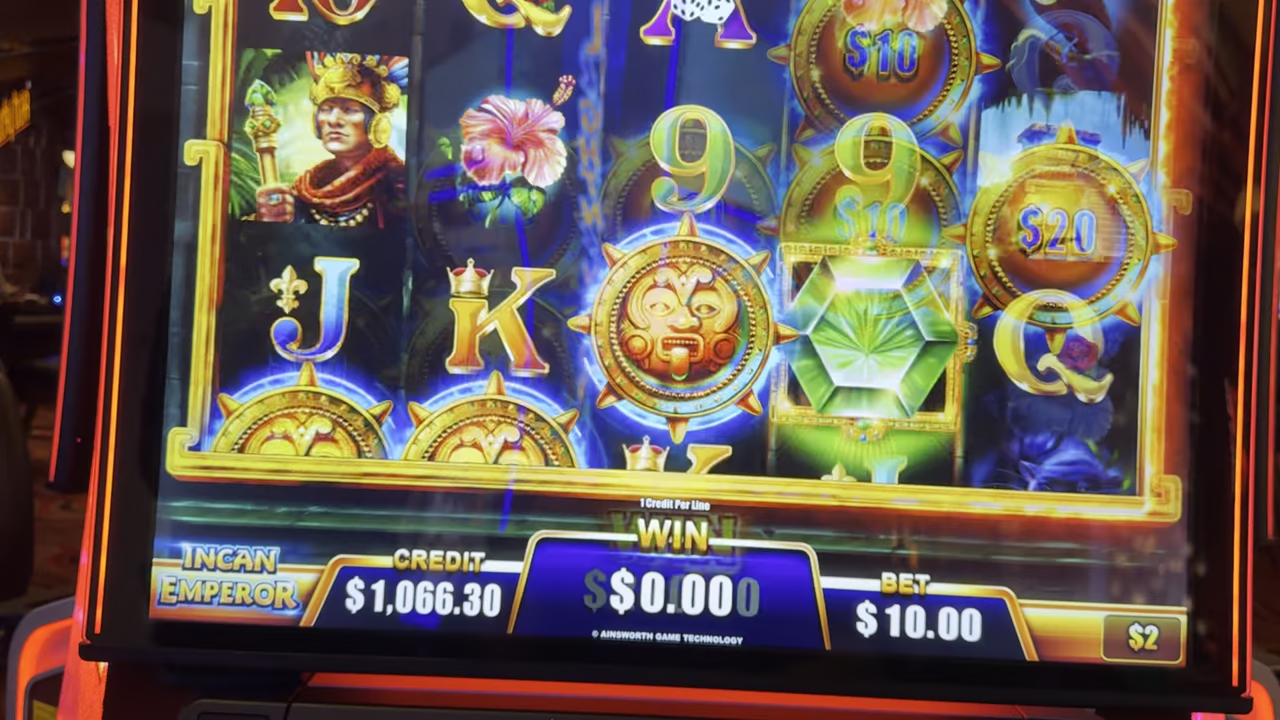 10
Q
A
$10
9
9
$10
$20
J
K
Q
K
J
1 Credit Per Line
WIN
INCAN
EMPEROR
CREDIT
$1,066.30
$0.00
BET
$10.00
© AINSWORTH GAME TECHNOLOGY
$2